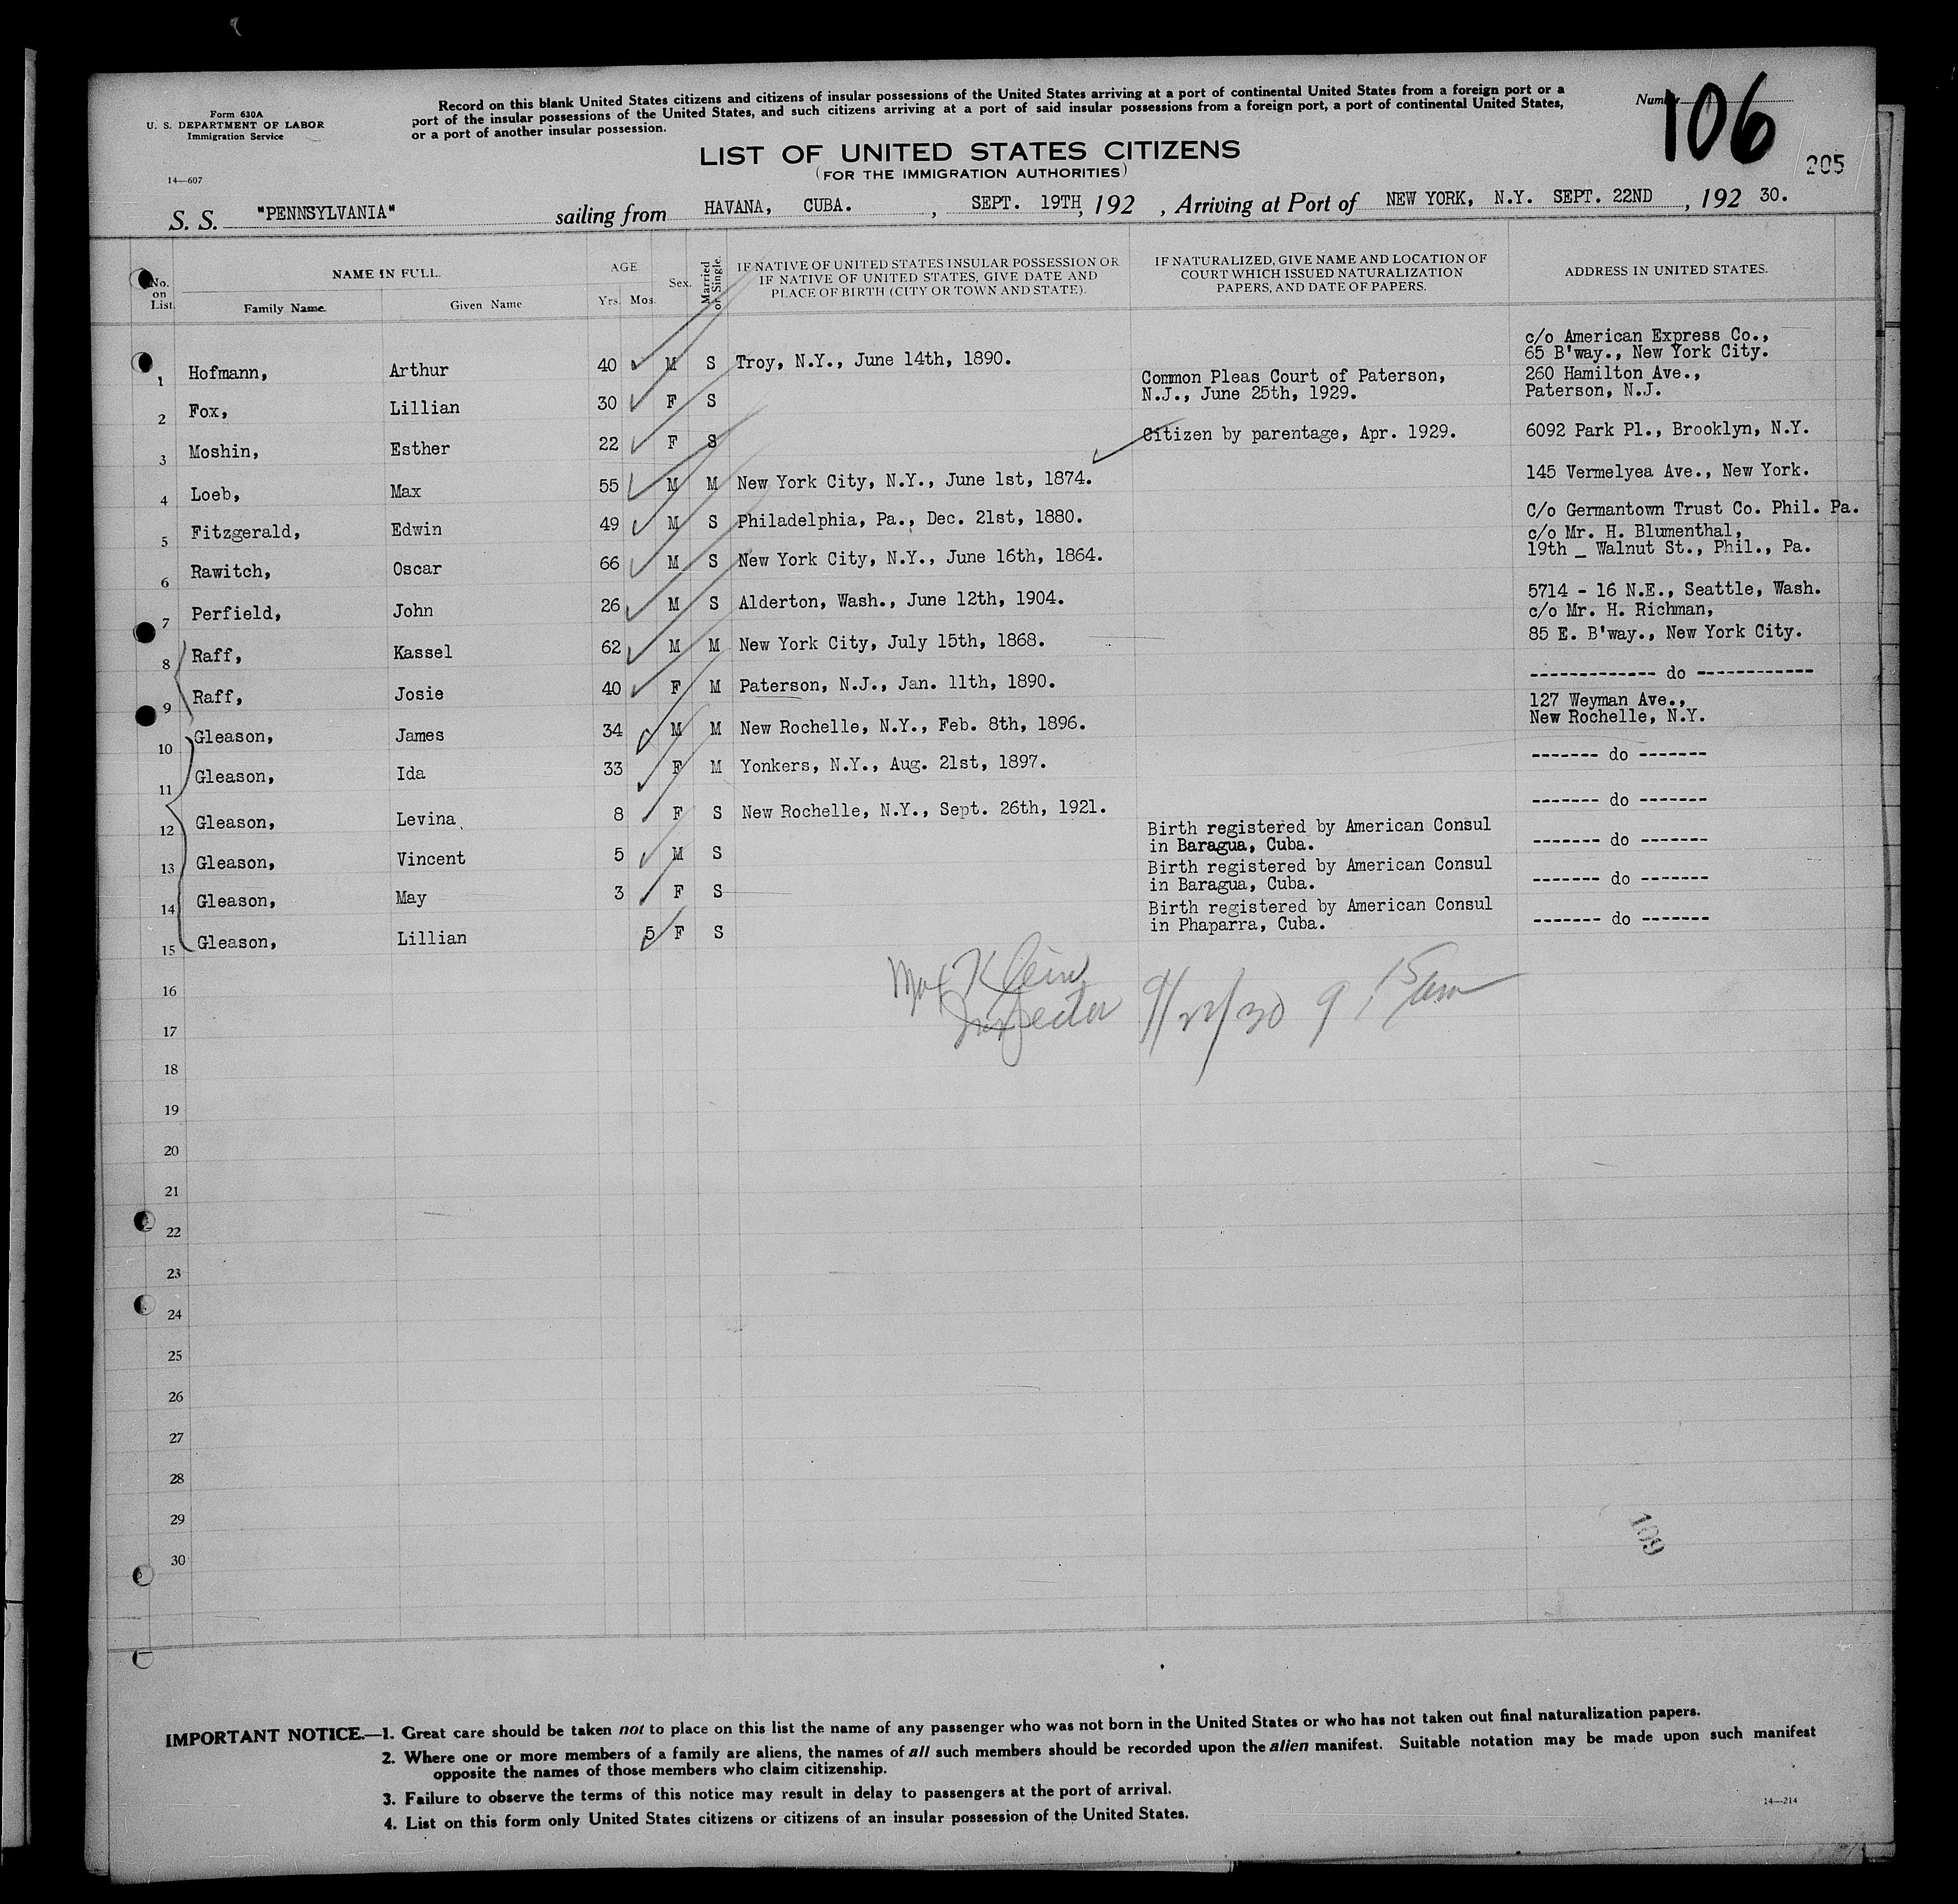 Form 630A
U. S. DEPARTMENT OF LABOR
Immigration Service
14—607
Record on this blank United States citizens and citizens of insular possessions of the United States arriving at a port of continental United States from a foreign port or a
port of the insular possessions of the United States, and such citizens arriving at a port of said insular possessions from a foreign port, a port of continental United States,
or a port of another insular possession.
Number
106
205
LIST OF UNITED STATES CITIZENS
(FOR THE IMMIGRATION AUTHORITIES)
S. S. "PENNSYLVANIA" sailing from HAVANA, CUBA. , SEPT. 19TH, 192 , Arriving at Port of NEW YORK, N.Y. SEPT. 22ND , 192 30.
No. on List.
NAME IN FULL.
Family Name.
Given Name
AGE
Yrs. Mos.
Sex.
Married or Single.
IF NATIVE OF UNITED STATES INSULAR POSSESSION OR
IF NATIVE OF UNITED STATES, GIVE DATE AND
PLACE OF BIRTH (CITY OR TOWN AND STATE).
IF NATURALIZED, GIVE NAME AND LOCATION OF
COURT WHICH ISSUED NATURALIZATION
PAPERS, AND DATE OF PAPERS.
ADDRESS IN UNITED STATES.
1 Hofmann, Arthur 40 M S Troy, N.Y., June 14th, 1890. c/o American Express Co.,
65 B'way., New York City.
2 Fox, Lillian 30 F S Common Pleas Court of Paterson, 260 Hamilton Ave.,
N.J., June 25th, 1929. Paterson, N.J.
3 Moshin, Esther 22 F S Citizen by parentage, Apr. 1929. 6092 Park Pl., Brooklyn, N.Y.
4 Loeb, Max 55 M M New York City, N.Y., June 1st, 1874. 145 Vermelyea Ave., New York.
5 Fitzgerald, Edwin 49 M S Philadelphia, Pa., Dec. 21st, 1880. C/o Germantown Trust Co. Phil. Pa.
6 Rawitch, Oscar 66 M S New York City, N.Y., June 16th, 1864. c/o Mr. H. Blumenthal,
19th _ Walnut St., Phil., Pa.
7 Perfield, John 26 M S Alderton, Wash., June 12th, 1904. 5714 - 16 N.E., Seattle, Wash.
8 Raff, Kassel 62 M M New York City, July 15th, 1868. c/o Mr. H. Richman,
85 E. B'way., New York City.
9 Raff, Josie 40 F M Paterson, N.J., Jan. 11th, 1890. ------------- do ------------
10 Gleason, James 34 M M New Rochelle, N.Y., Feb. 8th, 1896. 127 Weyman Ave.,
New Rochelle, N.Y.
11 Gleason, Ida 33 F M Yonkers, N.Y., Aug. 21st, 1897. ------- do -------
12 Gleason, Levina 8 F S New Rochelle, N.Y., Sept. 26th, 1921. ------- do -------
13 Gleason, Vincent 5 M S Birth registered by American Consul
in Baragua, Cuba. ------- do -------
14 Gleason, May 3 F S Birth registered by American Consul
in Baragua, Cuba. ------- do -------
15 Gleason, Lillian 5 F S Birth registered by American Consul
in Phaparra, Cuba. ------- do -------
Klein
Inspector 9/22/30 9 15am
16
17
18
19
20
21
22
23
24
25
26
27
28
29
30
109
IMPORTANT NOTICE.—1. Great care should be taken not to place on this list the name of any passenger who was not born in the United States or who has not taken out final naturalization papers.
2. Where one or more members of a family are aliens, the names of all such members should be recorded upon the alien manifest. Suitable notation may be made upon such manifest
opposite the names of those members who claim citizenship.
3. Failure to observe the terms of this notice may result in delay to passengers at the port of arrival.
4. List on this form only United States citizens or citizens of an insular possession of the United States.
14—214